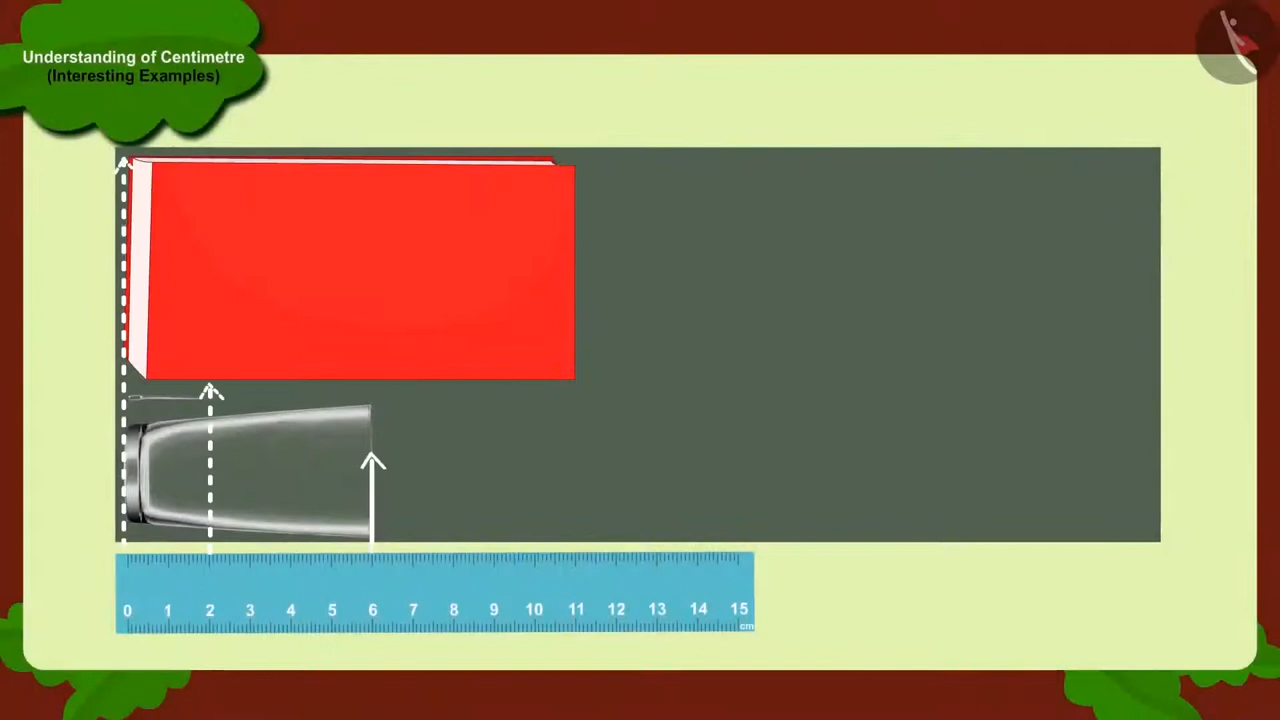 Understanding of Centimetre
(Interesting Examples)
0 1 2 3 4 5 6 7 8 9 10 11 12 13 14 15
cm